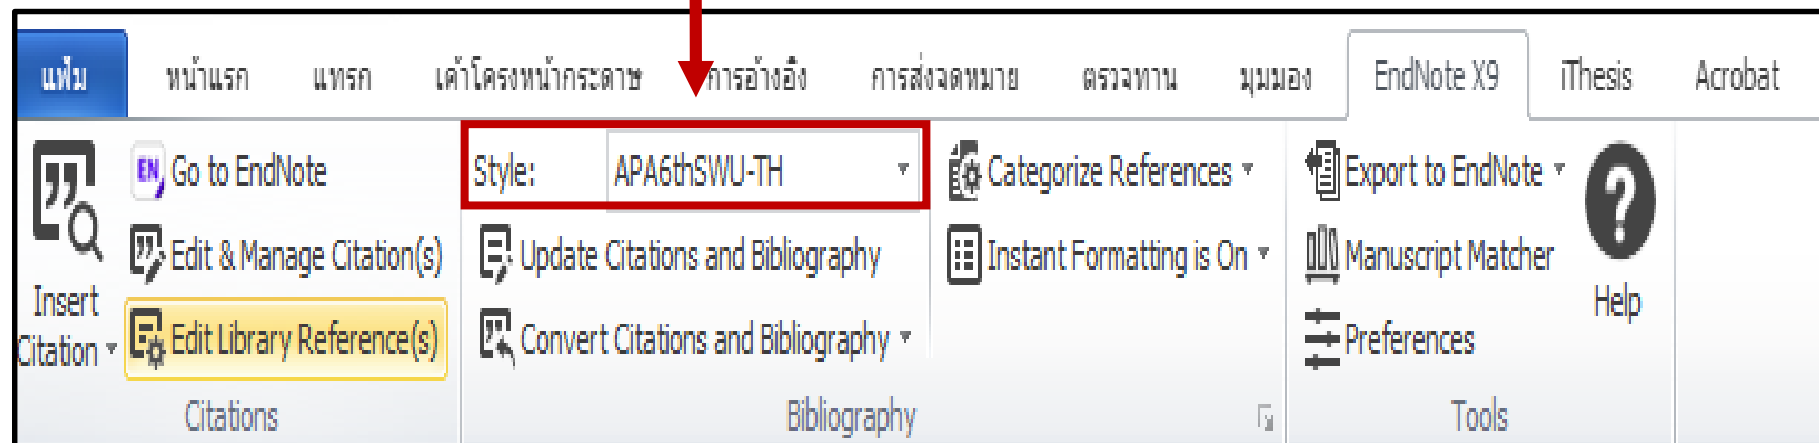 แฟ้ม หน้าแรก แทรก เค้าโครงหน้ากระดาษ การอ้างอิง การส่งจดหมาย ตรวจทาน มุมมอง EndNote X9 iThesis Acrobat
Go to EndNote Style: APA6thSWU-TH Categorize References Export to EndNote
Edit & Manage Citation(s) Update Citations and Bibliography Instant Formatting is On Manuscript Matcher
Insert Citation Edit Library Reference(s) Convert Citations and Bibliography Preferences Help
Citations Bibliography Tools